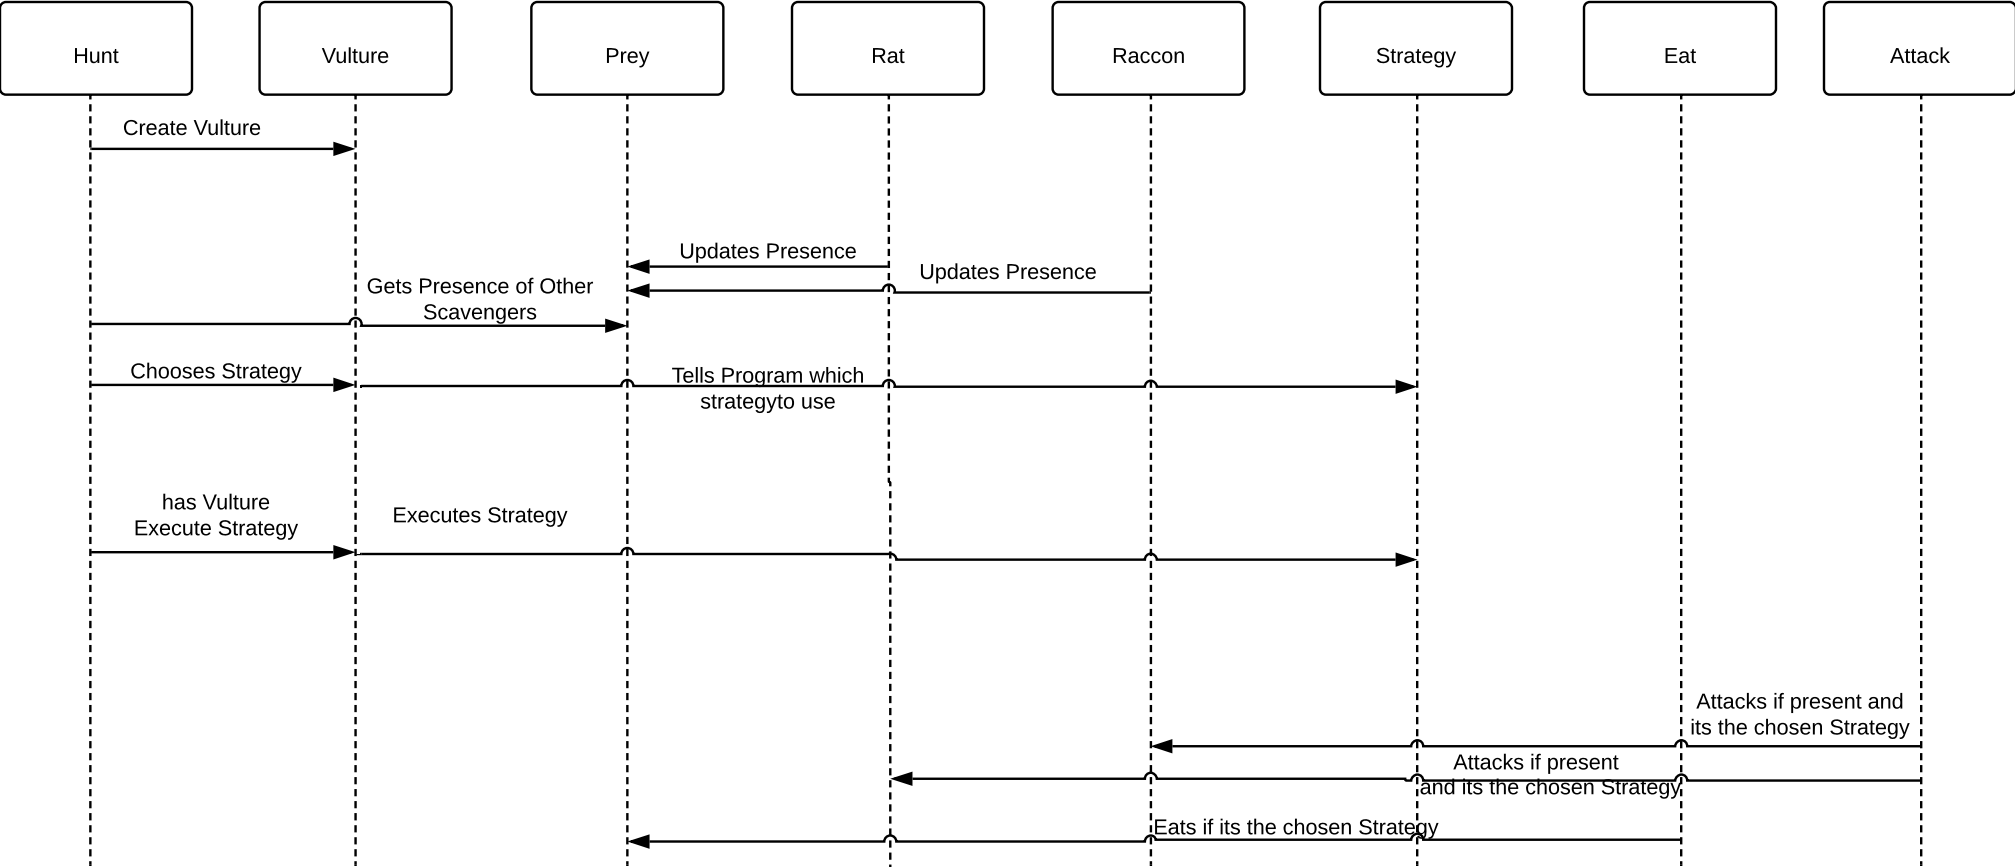 Hunt
Vulture
Prey
Rat
Raccon
Strategy
Eat
Attack
Create Vulture
Updates Presence
Updates Presence
Gets Presence of Other
Scavengers
Chooses Strategy
Tells Program which
strategyto use
has Vulture
Execute Strategy
Executes Strategy
Attacks if present and
its the chosen Strategy
Attacks if present
and its the chosen Strategy
Eats if its the chosen Strategy